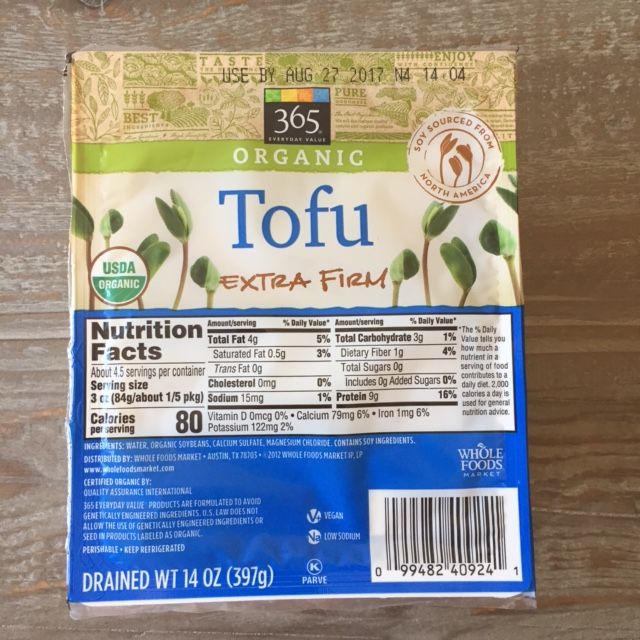 TASTE
ENJOY
WITH CONFIDENCE
USE BY AUG 27 2017 N4 14:04
BEST
INGREDIENTS
PURE
GOODNESS
365
EVERYDAY VALUE
ORGANIC
SOY SOURCED FROM
NORTH AMERICA
Tofu
USDA
ORGANIC
EXTRA FIRM
Nutrition
Facts
About 4.5 servings per container
Serving size
3 oz (84g/about 1/5 pkg)
Calories
per serving
80
Amount/serving % Daily Value* Amount/serving % Daily Value*
Total Fat 4g 5% Total Carbohydrate 3g 1%
Saturated Fat 0.5g 3% Dietary Fiber 1g 4%
Trans Fat 0g Total Sugars 0g
Cholesterol 0mg 0% Includes 0g Added Sugars 0%
Sodium 15mg 1% Protein 9g 16%
Vitamin D 0mcg 0% • Calcium 79mg 6% • Iron 1mg 6%
Potassium 122mg 2%
*The % Daily
Value tells you
how much a
nutrient in a
serving of food
contributes to a
daily diet. 2,000
calories a day is
used for general
nutrition advice.
INGREDIENTS: WATER, ORGANIC SOYBEANS, CALCIUM SULFATE, MAGNESIUM CHLORIDE. CONTAINS SOY INGREDIENTS.
DISTRIBUTED BY: WHOLE FOODS MARKET • AUSTIN, TX 78703 • ©2012 WHOLE FOODS MARKET IP, LP
www.wholefoodsmarket.com
CERTIFIED ORGANIC BY:
QUALITY ASSURANCE INTERNATIONAL
365 EVERYDAY VALUE PRODUCTS ARE FORMULATED TO AVOID
GENETICALLY ENGINEERED INGREDIENTS. U.S. LAW DOES NOT
ALLOW THE USE OF GENETICALLY ENGINEERED INGREDIENTS OR
SEED IN PRODUCTS LABELED AS ORGANIC.
PERISHABLE • KEEP REFRIGERATED
WHOLE
FOODS
MARKET
V VEGAN
Na LOW SODIUM
K
PARVE
DRAINED WT 14 OZ (397g)
0 99482 40924 1